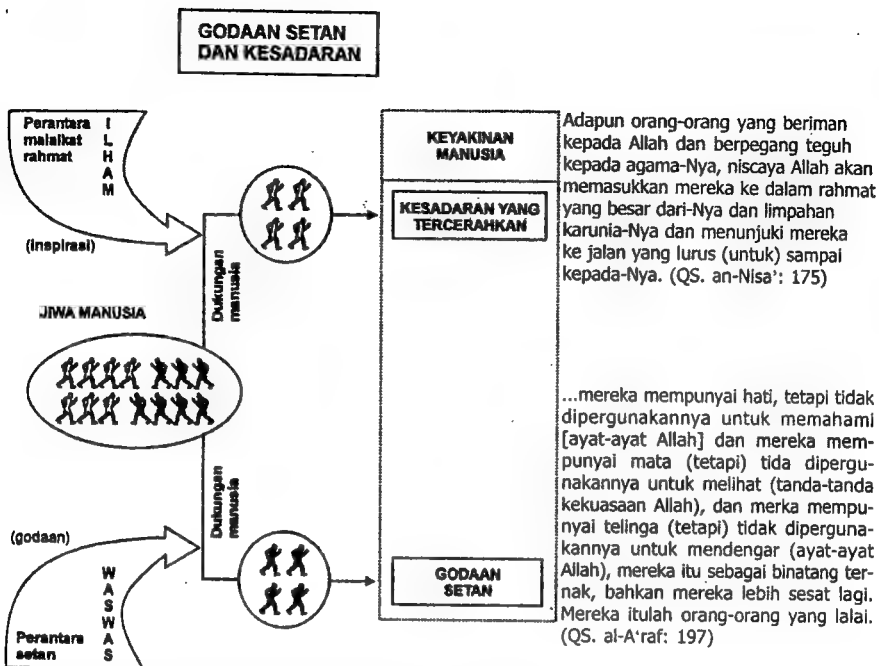 GODAAN SETAN
DAN KESADARAN
Perantara
malaikat
rahmat
I
L
H
A
M
(inspirasi)
Dukungan
manusia
JIWA MANUSIA
Dukungan
manusia
(godaan)
W
A
S
W
A
S
Perantara
setan
KEYAKINAN
MANUSIA
KESADARAN YANG
TERCERAHKAN
GODAAN
SETAN
Adapun orang-orang yang beriman
kepada Allah dan berpegang teguh
kepada agama-Nya, niscaya Allah akan
memasukkan mereka ke dalam rahmat
yang besar dari-Nya dan limpahan
karunia-Nya dan menunjuki mereka
ke jalan yang lurus (untuk) sampai
kepada-Nya. (QS. an-Nisa': 175)
...mereka mempunyai hati, tetapi tidak
dipergunakannya untuk memahami
[ayat-ayat Allah] dan mereka mem-
punyai mata (tetapi) tida dipergu-
nakannya untuk melihat (tanda-tanda
kekuasaan Allah), dan merka mempu-
nyai telinga (tetapi) tidak diperguna-
kannya untuk mendengar (ayat-ayat
Allah), mereka itu sebagai binatang ter-
nak, bahkan mereka lebih sesat lagi.
Mereka itulah orang-orang yang lalai.
(QS. al-A'raf: 197)